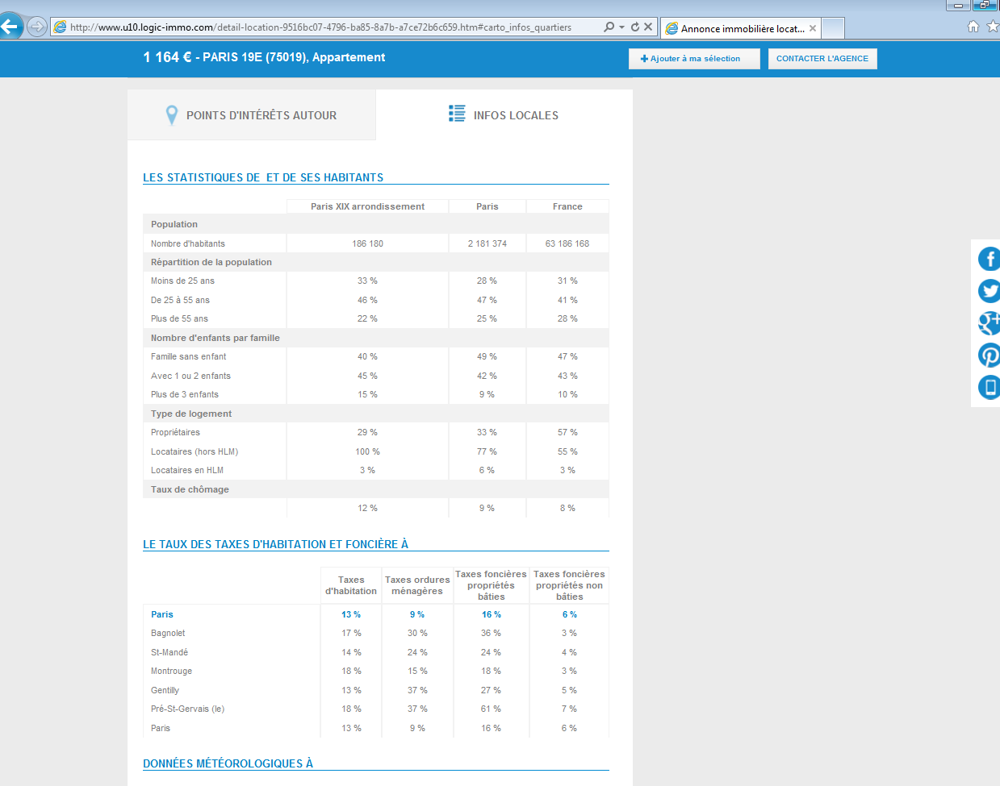 http://www.u10.logic-immo.com/detail-location-9516bc07-4796-ba85-8a7b-a7ce72b6c659.htm#carto_infos_quartiers
Annonce immobilière locat...
1 164 € - PARIS 19E (75019), Appartement
Ajouter à ma sélection
CONTACTER L'AGENCE
POINTS D'INTÉRÊTS AUTOUR
INFOS LOCALES
LES STATISTIQUES DE ET DE SES HABITANTS
Paris XIX arrondissement Paris France
Population
Nombre d'habitants 186 180 2 181 374 63 186 168
Répartition de la population
Moins de 25 ans 33 % 28 % 31 %
De 25 à 55 ans 46 % 47 % 41 %
Plus de 55 ans 22 % 25 % 28 %
Nombre d'enfants par famille
Famille sans enfant 40 % 49 % 47 %
Avec 1 ou 2 enfants 45 % 42 % 43 %
Plus de 3 enfants 15 % 9 % 10 %
Type de logement
Propriétaires 29 % 33 % 57 %
Locataires (hors HLM) 100 % 77 % 55 %
Locataires en HLM 3 % 6 % 3 %
Taux de chômage
12 % 9 % 8 %
LE TAUX DES TAXES D'HABITATION ET FONCIÈRE À
Taxes d'habitation
Taxes ordures ménagères
Taxes foncières propriétés bâties
Taxes foncières propriétés non bâties
Paris 13 % 9 % 16 % 6 %
Bagnolet 17 % 30 % 36 % 3 %
St-Mandé 14 % 24 % 24 % 4 %
Montrouge 18 % 15 % 18 % 3 %
Gentilly 13 % 37 % 27 % 5 %
Pré-St-Gervais (le) 18 % 37 % 61 % 7 %
Paris 13 % 9 % 16 % 6 %
DONNÉES MÉTÉOROLOGIQUES À